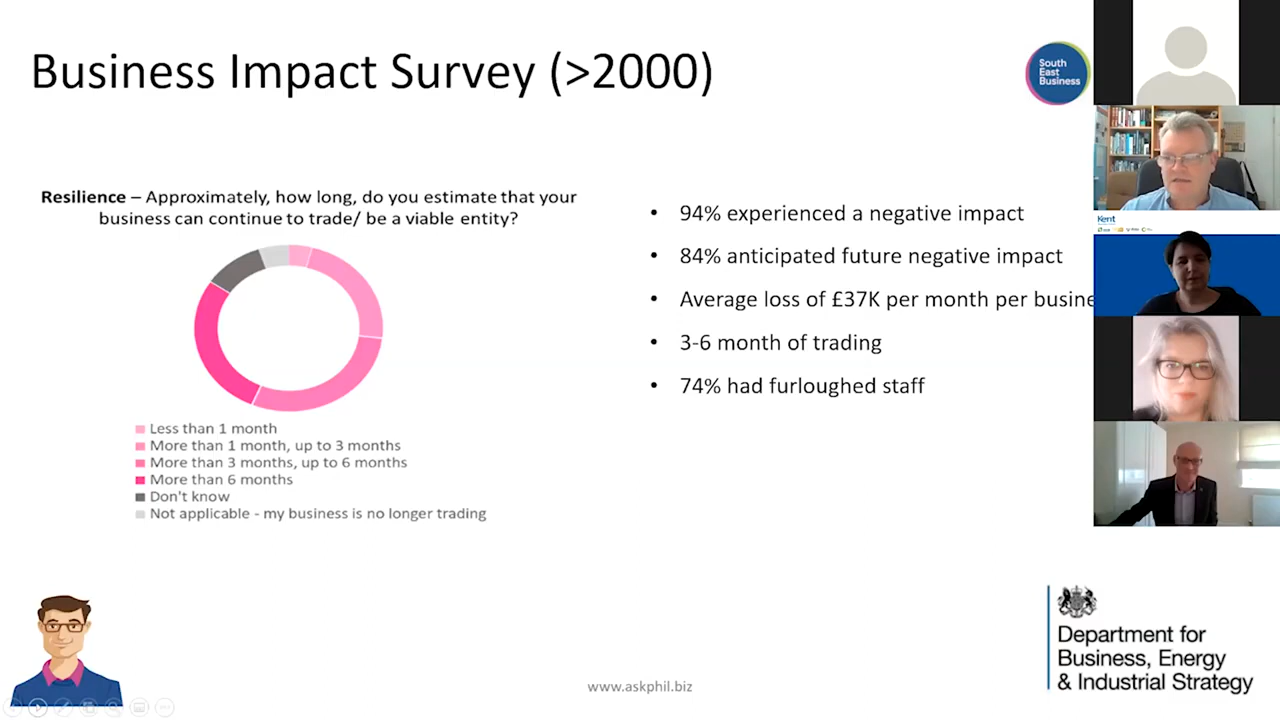 Business Impact Survey (>2000)
South
East
Business
Resilience – Approximately, how long, do you estimate that your
business can continue to trade/ be a viable entity?
Less than 1 month
More than 1 month, up to 3 months
More than 3 months, up to 6 months
More than 6 months
Don't know
Not applicable - my business is no longer trading
• 94% experienced a negative impact
• 84% anticipated future negative impact
• Average loss of £37K per month per busine
• 3-6 month of trading
• 74% had furloughed staff
Kent
www.askphil.biz
Department for
Business, Energy
& Industrial Strategy